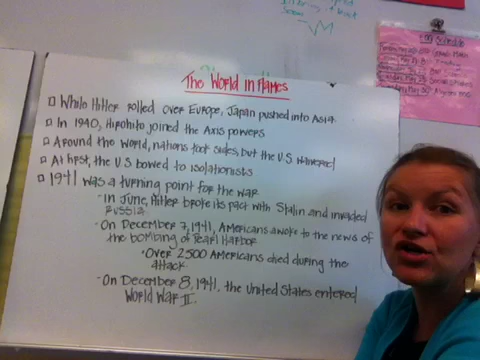 The World in Flames
While Hitler rolled over Europe, Japan pushed into Asia
In 1940, Hirohito joined the Axis powers
Around the World, nations took sides, but the U.S wavered
At first, the U.S bowed to isolationists
1941 was a turning point for the war
- In June, Hitler broke its pact with Stalin and invaded
Russia
- On December 7, 1941, Americans awoke to the news of
the bombing of Pearl Harbor
• Over 2500 Americans died during the
attack.
- On December 8, 1941, the United States entered
World War II.